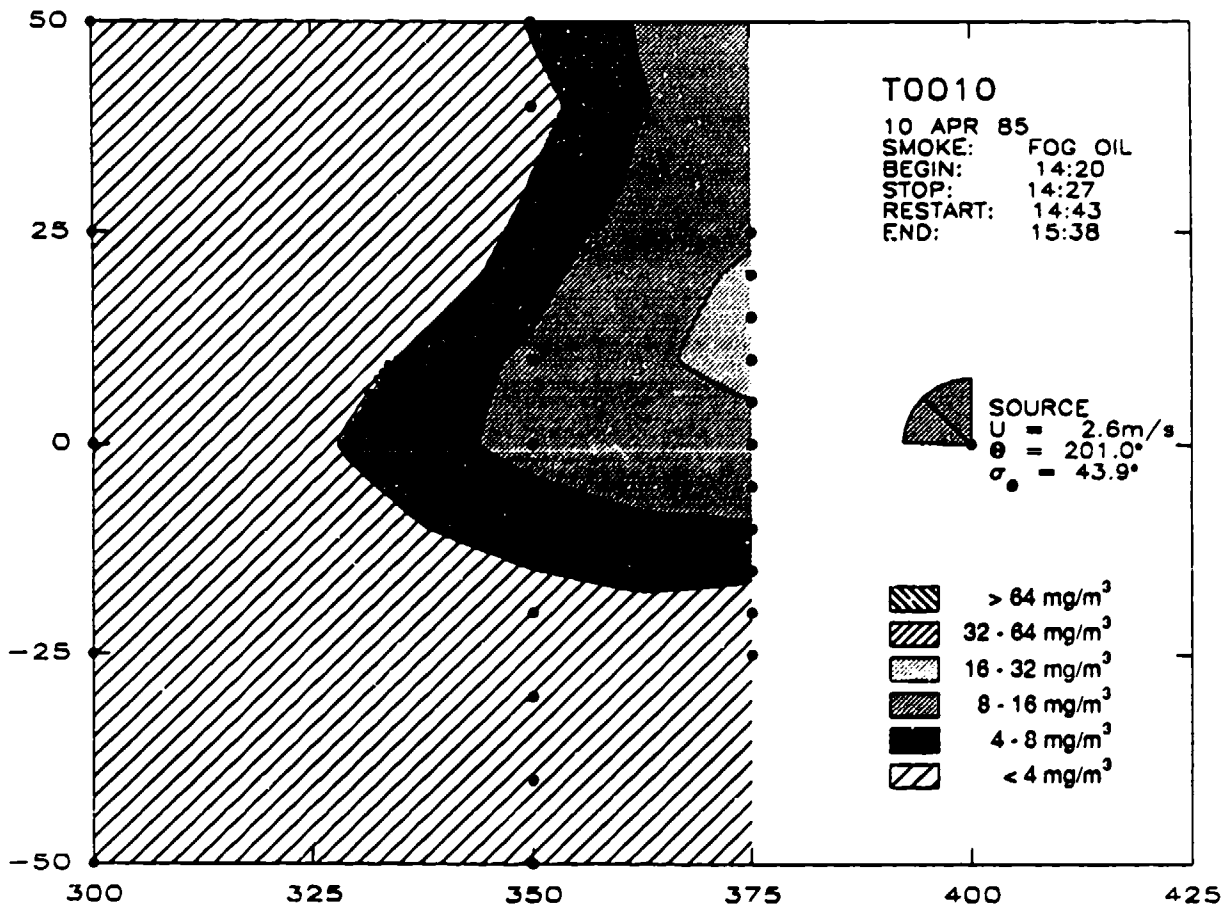 50
25
0
-25
-50
300 325 350 375 400 425
T0010
10 APR 85
SMOKE: FOG OIL
BEGIN: 14:20
STOP: 14:27
RESTART: 14:43
END: 15:38
SOURCE
U = 2.6m/s
θ = 201.0°
σθ = 43.9°
> 64 mg/m³
32 - 64 mg/m³
16 - 32 mg/m³
8 - 16 mg/m³
4 - 8 mg/m³
< 4 mg/m³